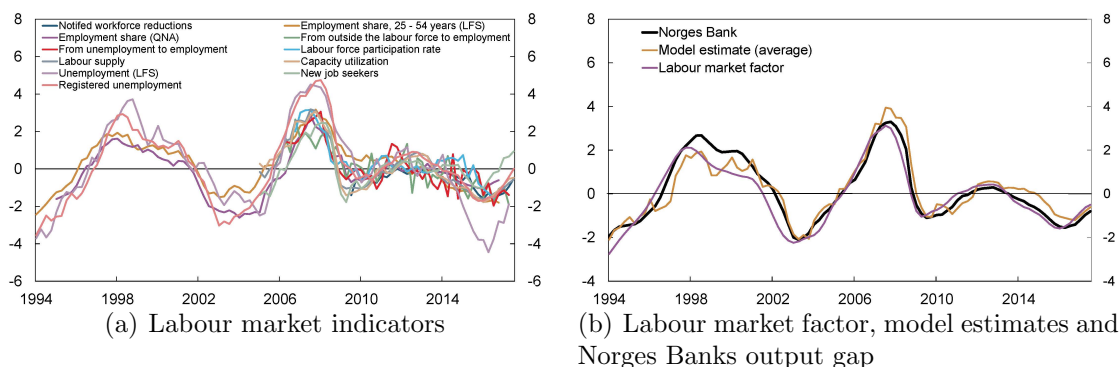 8
6
4
2
0
-2
-4
-6
Notifed workforce reductions
Employment share (QNA)
From unemployment to employment
Labour supply
Unemployment (LFS)
Registered unemployment
Employment share, 25 - 54 years (LFS)
From outside the labour force to employment
Labour force participation rate
Capacity utilization
New job seekers
8
6
4
2
0
-2
-4
-6
1994 1998 2002 2006 2010 2014
(a) Labour market indicators
8
6
4
2
0
-2
-4
Norges Bank
Model estimate (average)
Labour market factor
8
6
4
2
0
-2
-4
1994 1998 2002 2006 2010 2014
(b) Labour market factor, model estimates and
Norges Banks output gap